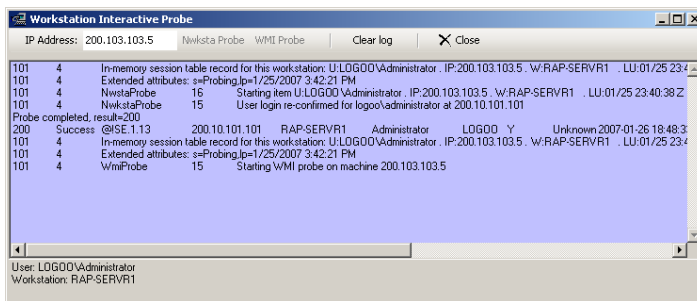 Workstation Interactive Probe
IP Address: 200.103.103.5 Nwksta Probe WMI Probe Clear log Close
101 4 In-memory session table record for this workstation: U:LOGOO\Administrator . IP:200.103.103.5 . W:RAP-SERVR1 . LU:01/25 23:4
101 4 Extended attributes: s=Probing,lp=1/25/2007 3:42:21 PM
101 4 NwstaProbe 16 Starting item U:LOGOO\Administrator . IP:200.103.103.5 . W:RAP-SERVR1 . LU:01/25 23:40:38 Z
101 4 NwkstaProbe 15 User login re-confirmed for logoo\administrator at 200.10.101.101
Probe completed, result=200
200 Success @ISE.1.13 200.10.101.101 RAP-SERVR1 Administrator LOGOO Y Unknown 2007-01-26 18:48:3
101 4 In-memory session table record for this workstation: U:LOGOO\Administrator . IP:200.103.103.5 . W:RAP-SERVR1 . LU:01/25 23:4
101 4 Extended attributes: s=Probing,lp=1/25/2007 3:42:21 PM
101 4 WmiProbe 15 Starting WMI probe on machine 200.103.103.5
User: LOGOO\Administrator
Workstation: RAP-SERVR1